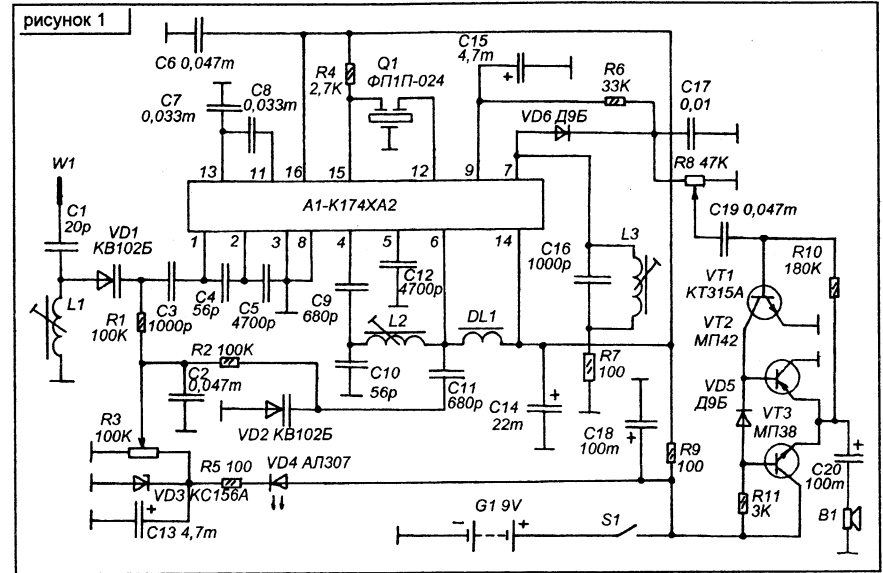 рисунок 1
C6 0,047m
R4
2,7K
Q1
ФП1П-024
C15
4,7m
R6
33K
C17
0,01
C7
0,033m
C8
0,033m
VD6 Д9Б
R8 47K
W1
13
11
16
15
12
9
7
A1-K174XA2
C19 0,047m
C1
20p
VD1
КВ102Б
1
2
3
8
4
5
6
14
R10
180K
L1
C3
1000p
C4
56p
C5
4700p
C9
680p
C12
4700p
C16
1000p
L3
VT1
KT315A
R1
100K
L2
DL1
VT2
МП42
R2 100K
C2
0,047m
C10
56p
C11
680p
R7
100
VD5
Д9Б
C14
22m
C18
100m
VT3
МП38
R3
100K
VD2 КВ102Б
R5 100
VD4 АЛ307
R9
100
C20
100m
VD3 KC156A
R11
3K
B1
C13 4,7m
G1 9V
S1